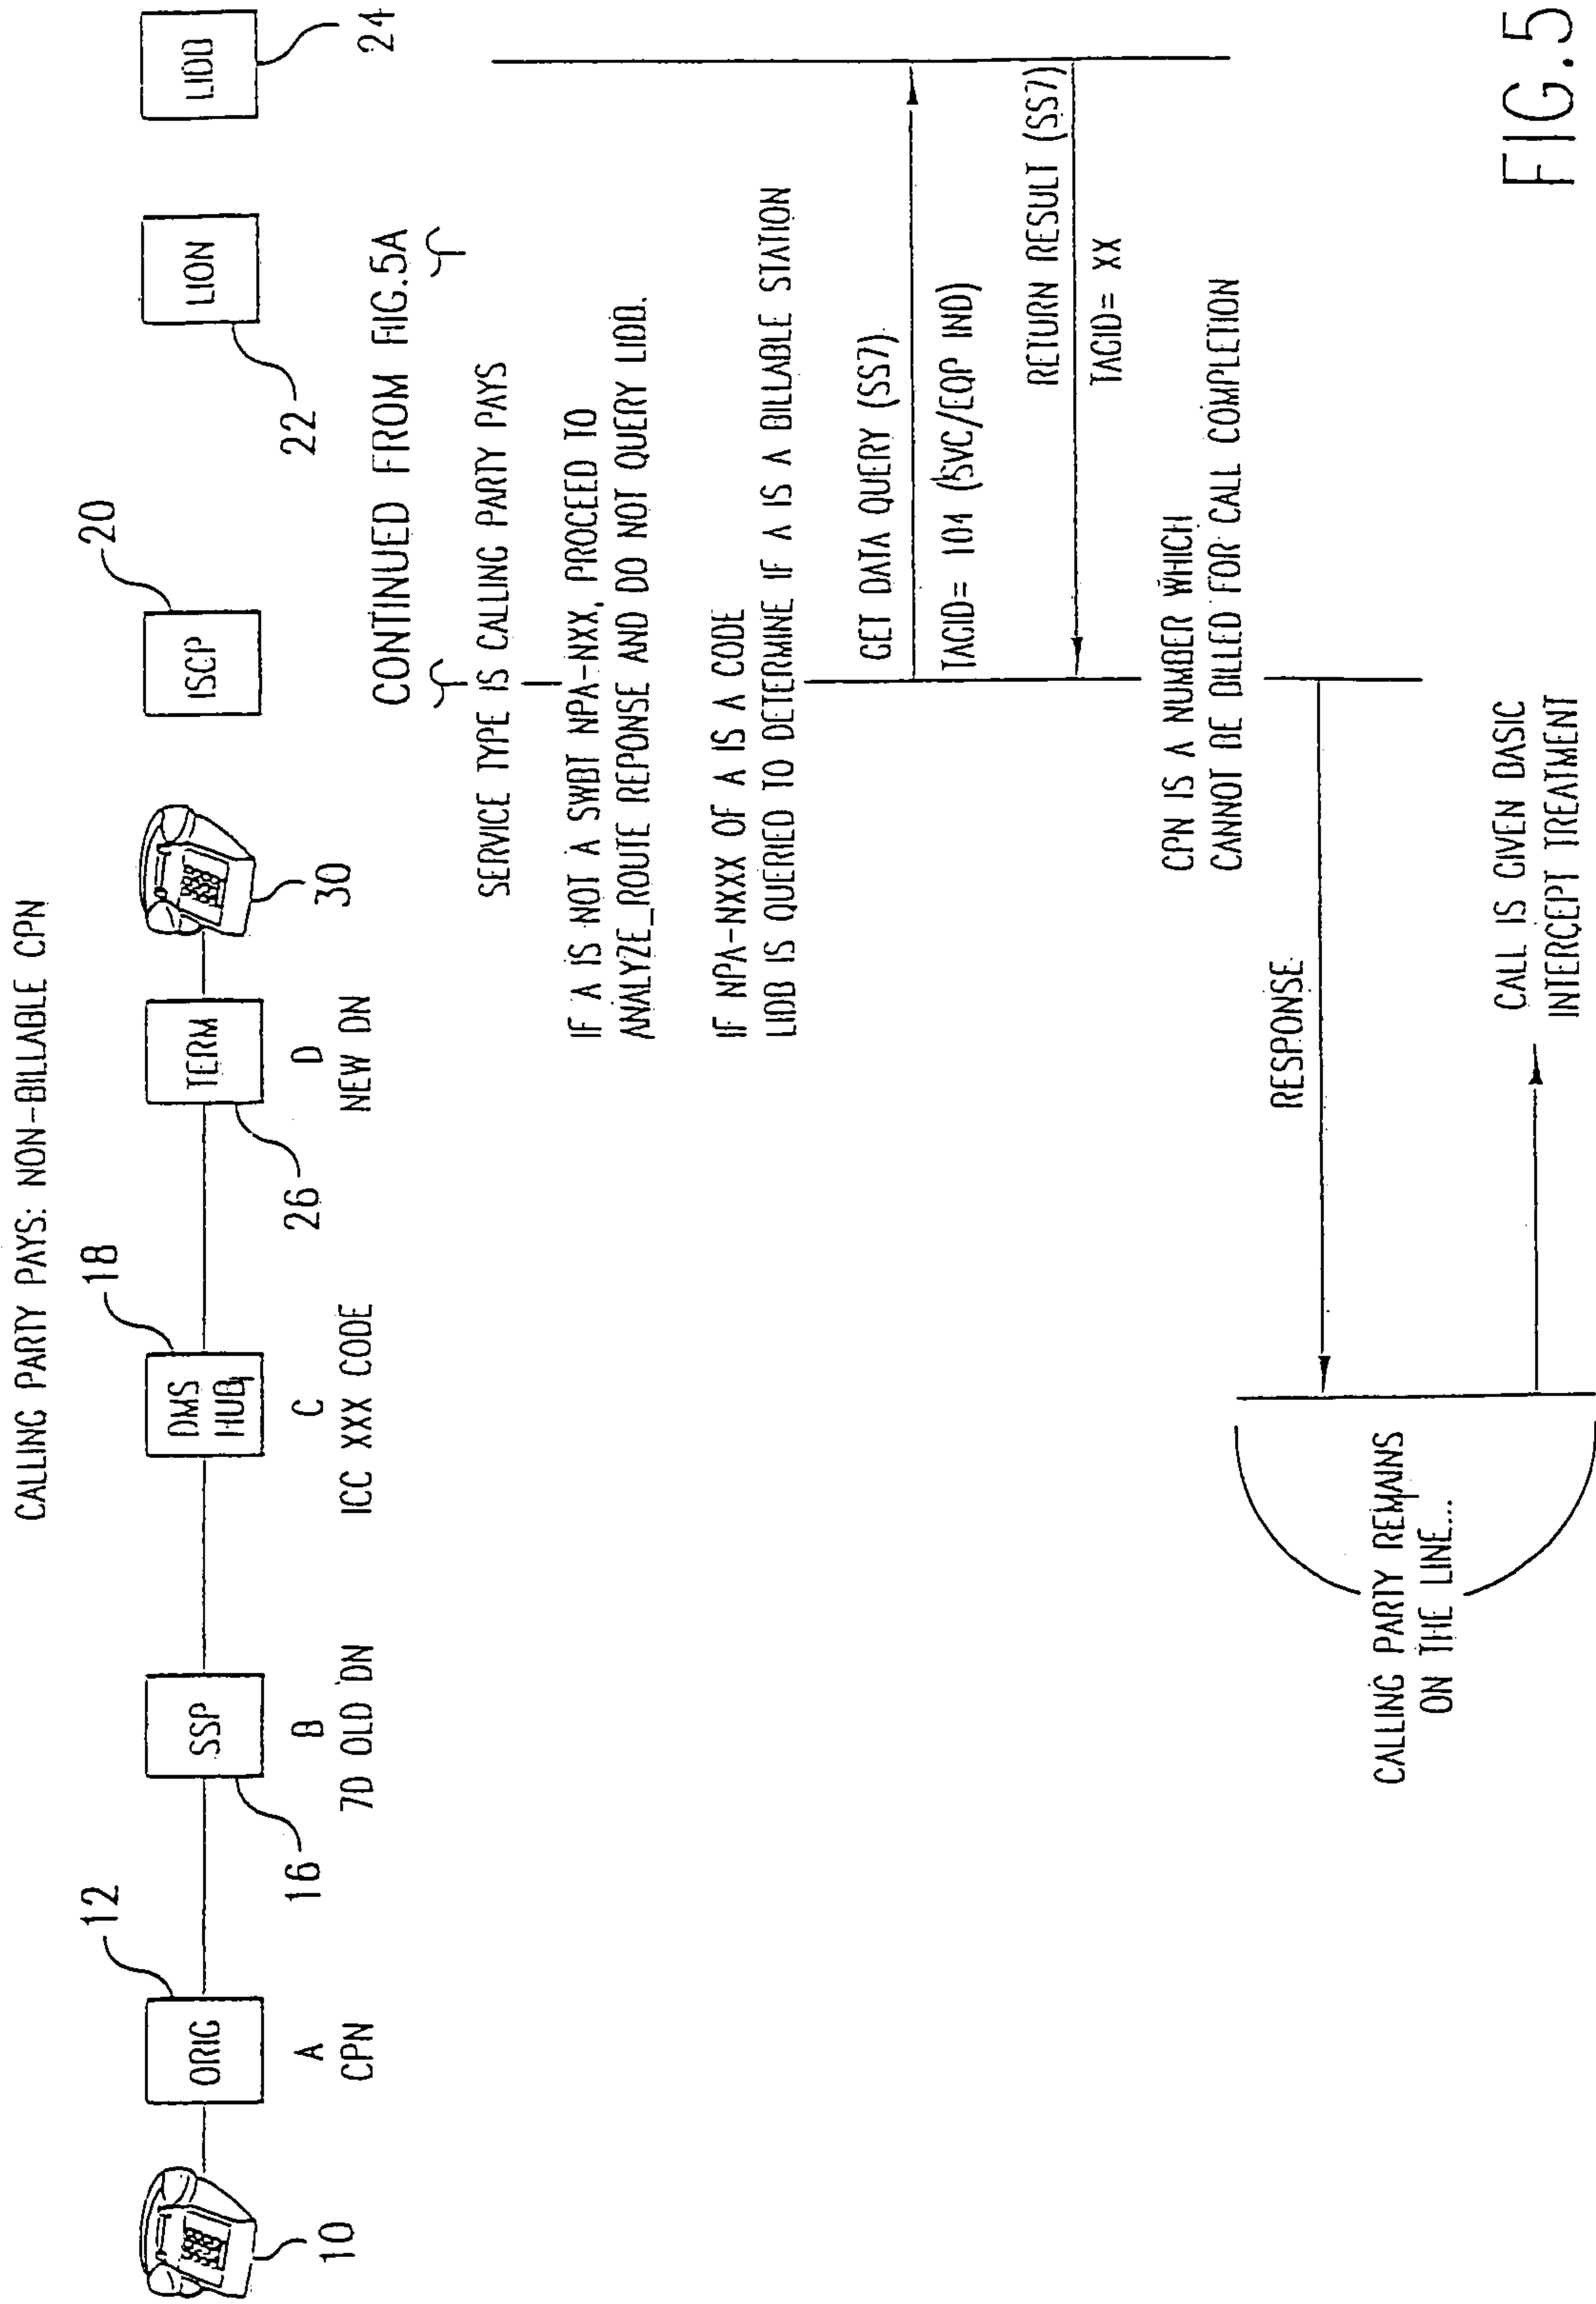 CALLING PARTY PAYS: NON-BILLABLE CPN
12
18
20
ORIG
SSP
DMS
HUB
TERM
ISCP
LION
LIDB
10
16
26
30
22
24
A
CPN
B
7D OLD DN
C
ICC XXX CODE
D
NEW DN
CONTINUED FROM FIG.5A
SERVICE TYPE IS CALLING PARTY PAYS
IF A IS NOT A SWBT NPA-NXX, PROCEED TO
ANALYZE_ROUTE REPONSE AND DO NOT QUERY LIDB.
IF NPA-NXXX OF A IS A CODE
LIDB IS QUERIED TO DETERMINE IF A IS A BILLABLE STATION
GET DATA QUERY (SS7)
TAGID= 104 (SVC/EQP IND)
RETURN RESULT (SS7)
TAGID= XX
CPN IS A NUMBER WHICH
CANNOT BE BILLED FOR CALL COMPLETION
RESPONSE
CALLING PARTY REMAINS
ON THE LINE...
CALL IS GIVEN BASIC
INTERCEPT TREATMENT
FIG.5